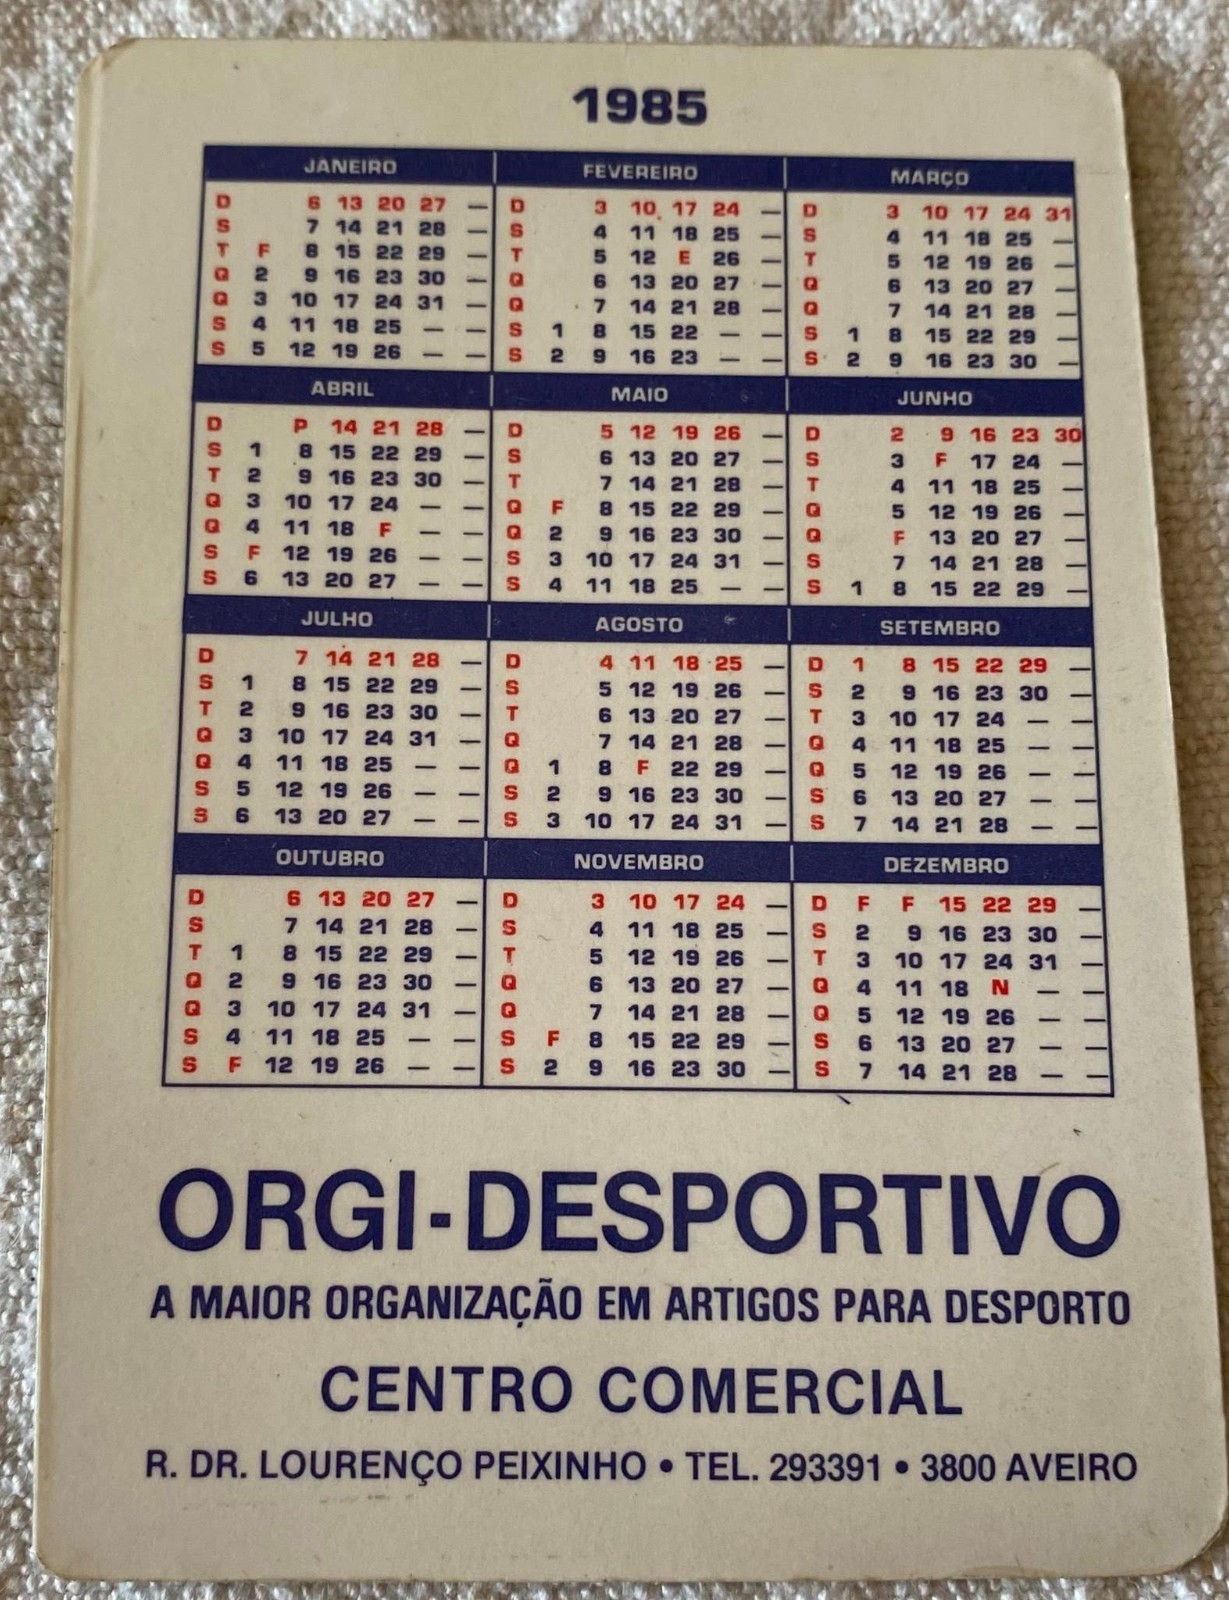 1985
JANEIRO FEVEREIRO MARÇO
D 6 13 20 27 — D 3 10 17 24 — D 3 10 17 24 31
S 7 14 21 28 — S 4 11 18 25 — S 4 11 18 25 —
T F 8 15 22 29 — T 5 12 E 26 — T 5 12 19 26 —
Q 2 9 16 23 30 — Q 6 13 20 27 — Q 6 13 20 27 —
Q 3 10 17 24 31 — Q 7 14 21 28 — Q 7 14 21 28 —
S 4 11 18 25 — — S 1 8 15 22 — — S 1 8 15 22 29 —
S 5 12 19 26 — — S 2 9 16 23 — — S 2 9 16 23 30 —
ABRIL MAIO JUNHO
D P 14 21 28 — D 5 12 19 26 — D 2 9 16 23 30
S 1 8 15 22 29 — S 6 13 20 27 — S 3 F 17 24 —
T 2 9 16 23 30 — T 7 14 21 28 — T 4 11 18 25 —
Q 3 10 17 24 — — Q F 8 15 22 29 — Q 5 12 19 26 —
Q 4 11 18 F — — Q 2 9 16 23 30 — Q F 13 20 27 —
S F 12 19 26 — — S 3 10 17 24 31 — S 7 14 21 28 —
S 6 13 20 27 — — S 4 11 18 25 — — S 1 8 15 22 29 —
JULHO AGOSTO SETEMBRO
D 7 14 21 28 — D 4 11 18 25 — D 1 8 15 22 29 —
S 1 8 15 22 29 — S 5 12 19 26 — S 2 9 16 23 30 —
T 2 9 16 23 30 — T 6 13 20 27 — T 3 10 17 24 — —
Q 3 10 17 24 31 — Q 7 14 21 28 — Q 4 11 18 25 — —
Q 4 11 18 25 — — Q 1 8 F 22 29 — Q 5 12 19 26 — —
S 5 12 19 26 — — S 2 9 16 23 30 — S 6 13 20 27 — —
S 6 13 20 27 — — S 3 10 17 24 31 — S 7 14 21 28 — —
OUTUBRO NOVEMBRO DEZEMBRO
D 6 13 20 27 — D 3 10 17 24 — D F F 15 22 29 —
S 7 14 21 28 — S 4 11 18 25 — S 2 9 16 23 30 —
T 1 8 15 22 29 — T 5 12 19 26 — T 3 10 17 24 31 —
Q 2 9 16 23 30 — Q 6 13 20 27 — Q 4 11 18 N — —
Q 3 10 17 24 31 — Q 7 14 21 28 — Q 5 12 19 26 — —
S 4 11 18 25 — — S F 8 15 22 29 — S 6 13 20 27 — —
S F 12 19 26 — — S 2 9 16 23 30 — S 7 14 21 28 — —
ORGI-DESPORTIVO
A MAIOR ORGANIZAÇÃO EM ARTIGOS PARA DESPORTO
CENTRO COMERCIAL
R. DR. LOURENÇO PEIXINHO • TEL. 293391 • 3800 AVEIRO